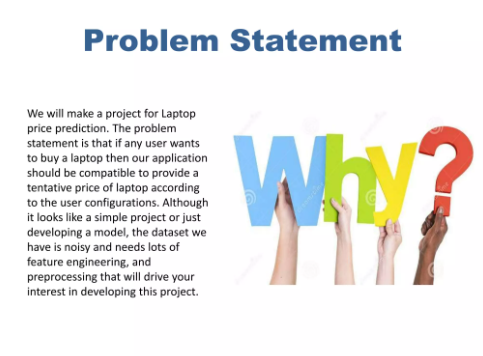 Problem Statement
We will make a project for Laptop
price prediction. The problem
statement is that if any user wants
to buy a laptop then our application
should be compatible to provide a
tentative price of laptop according
to the user configurations. Although
it looks like a simple project or just
developing a model, the dataset we
have is noisy and needs lots of
feature engineering, and
preprocessing that will drive your
interest in developing this project.
Why?